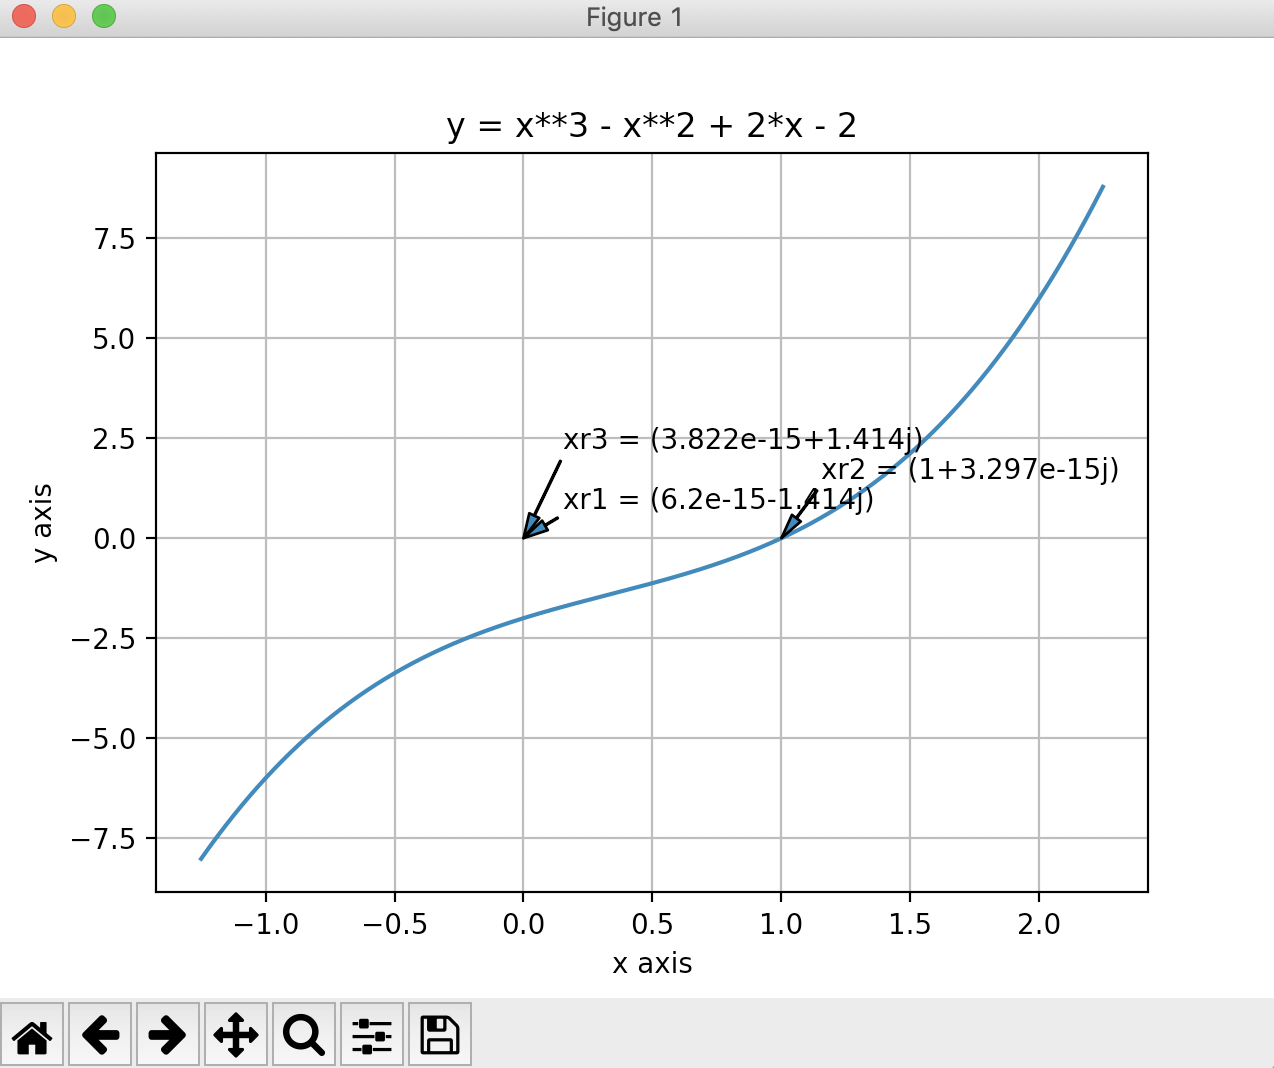 Figure 1
y = x**3 - x**2 + 2*x - 2
7.5
5.0
2.5
0.0
−2.5
−5.0
−7.5
y axis
xr3 = (3.822e-15+1.414j)
xr2 = (1+3.297e-15j)
xr1 = (6.2e-15-1.414j)
−1.0 −0.5 0.0 0.5 1.0 1.5 2.0
x axis